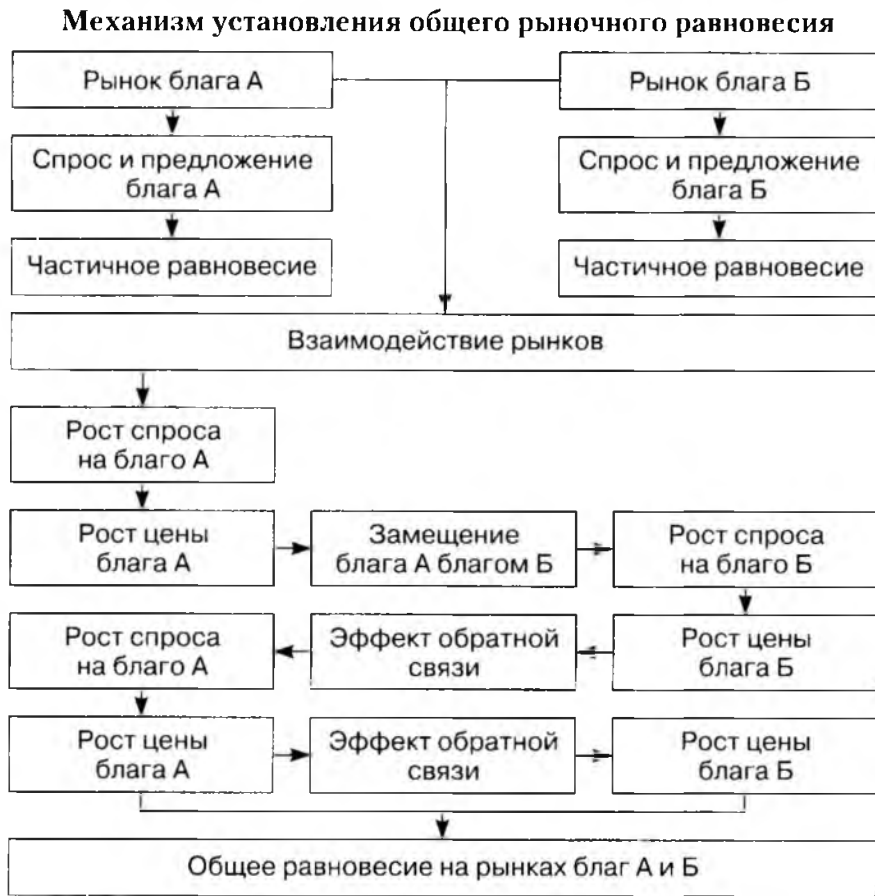 Механизм установления общего рыночного равновесия
Рынок блага А
Рынок блага Б
Спрос и предложение
блага А
Спрос и предложение
блага Б
Частичное равновесие
Частичное равновесие
Взаимодействие рынков
Рост спроса
на благо А
Рост цены
блага А
Замещение
блага А благом Б
Рост спроса
на благо Б
Рост спроса
на благо А
Эффект обратной
связи
Рост цены
блага Б
Рост цены
блага А
Эффект обратной
связи
Рост цены
блага Б
Общее равновесие на рынках благ А и Б